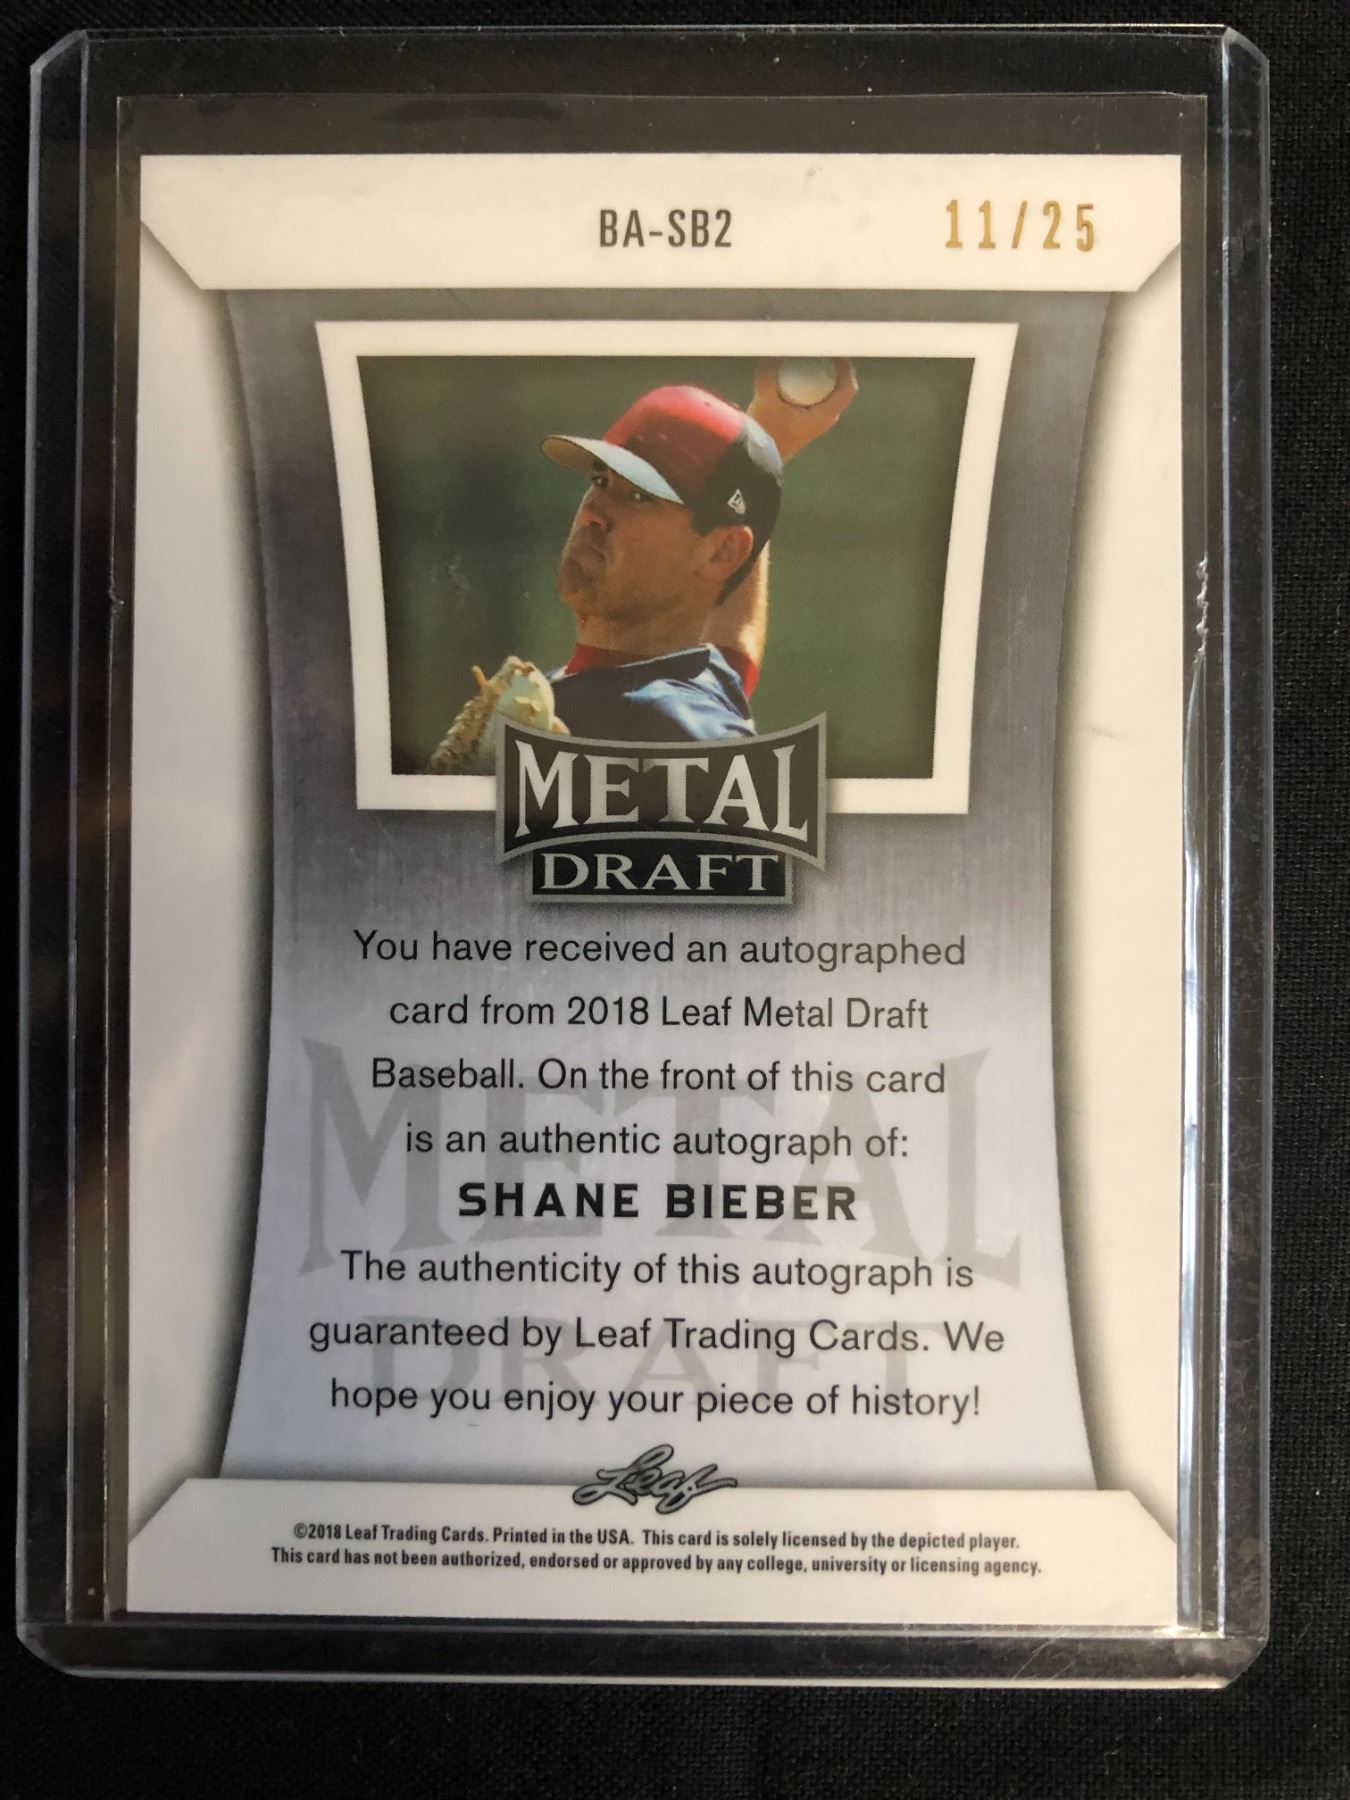 BA-SB2 11/25
METAL
DRAFT
You have received an autographed
card from 2018 Leaf Metal Draft
Baseball. On the front of this card
is an authentic autograph of:
SHANE BIEBER
The authenticity of this autograph is
guaranteed by Leaf Trading Cards. We
hope you enjoy your piece of history!
METAL
DRAFT
Leaf
©2018 Leaf Trading Cards. Printed in the USA. This card is solely licensed by the depicted player.
This card has not been authorized, endorsed or approved by any college, university or licensing agency.